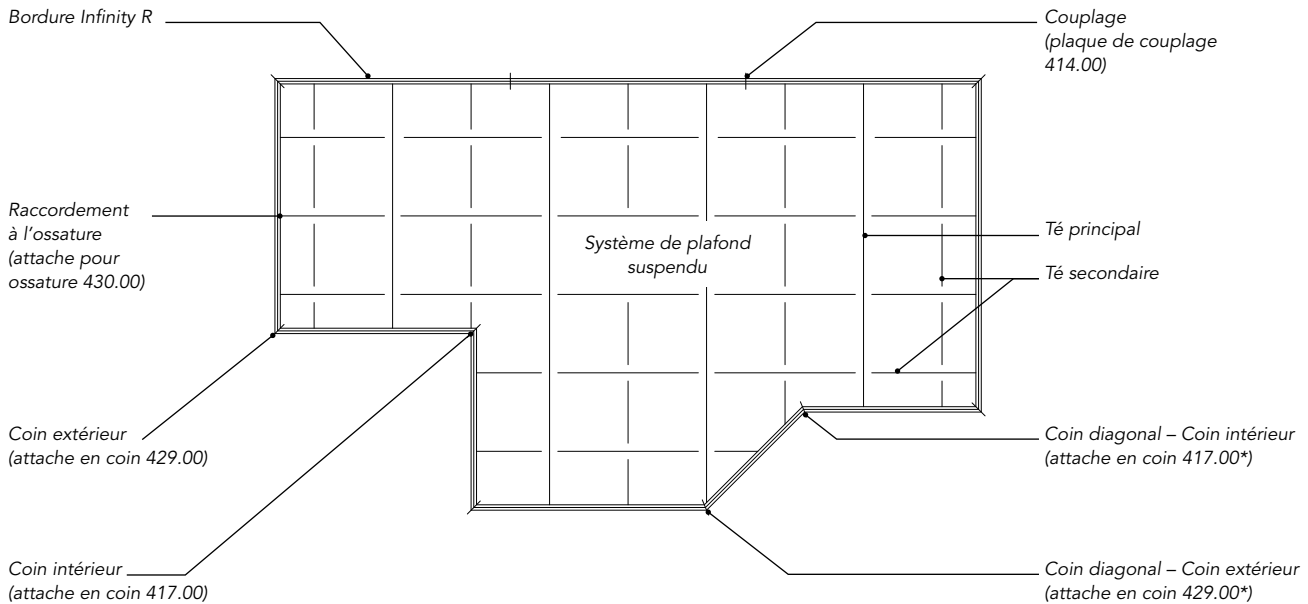 Bordure Infinity R
Couplage
(plaque de couplage
414.00)
Raccordement
à l’ossature
(attache pour
ossature 430.00)
Système de plafond
suspendu
Té principal
Té secondaire
Coin extérieur
(attache en coin 429.00)
Coin diagonal – Coin intérieur
(attache en coin 417.00*)
Coin intérieur
(attache en coin 417.00)
Coin diagonal – Coin extérieur
(attache en coin 429.00*)